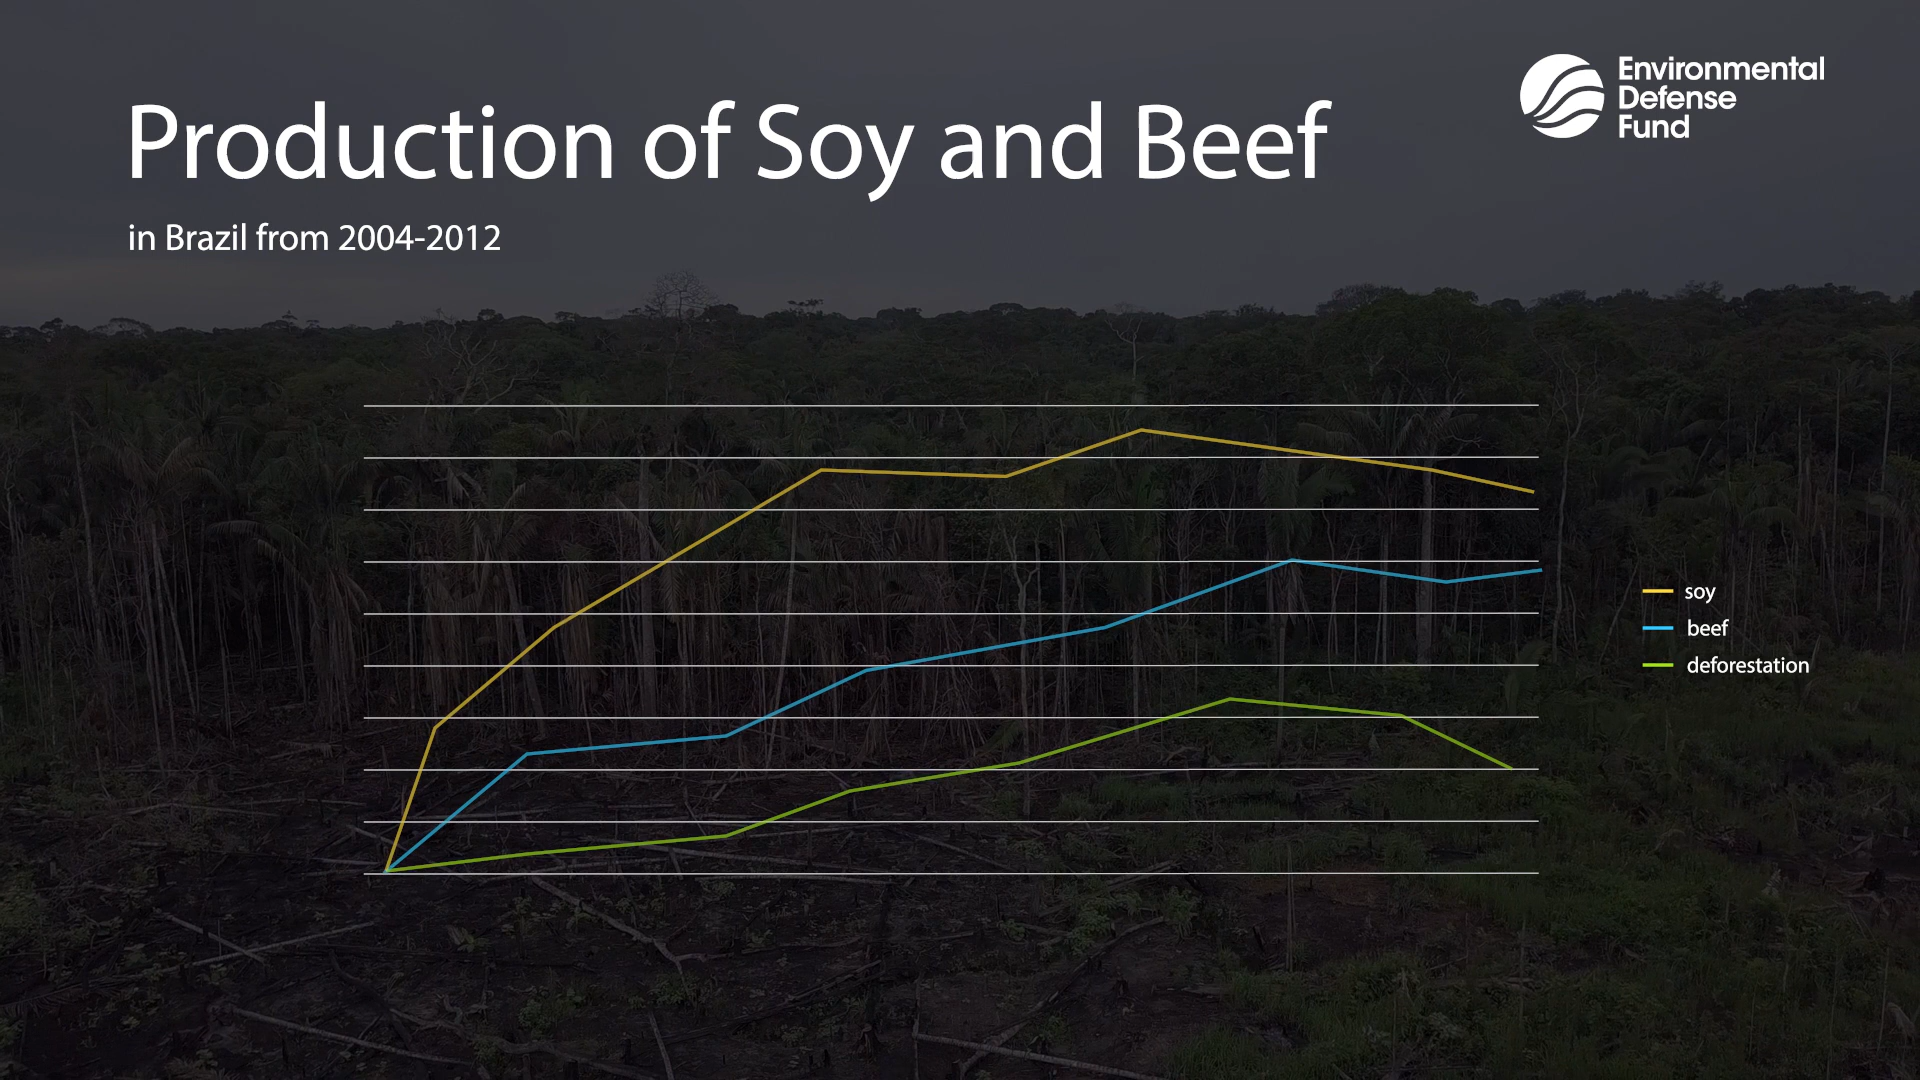 Environmental
Defense
Fund
Production of Soy and Beef
in Brazil from 2004-2012
soy
beef
deforestation